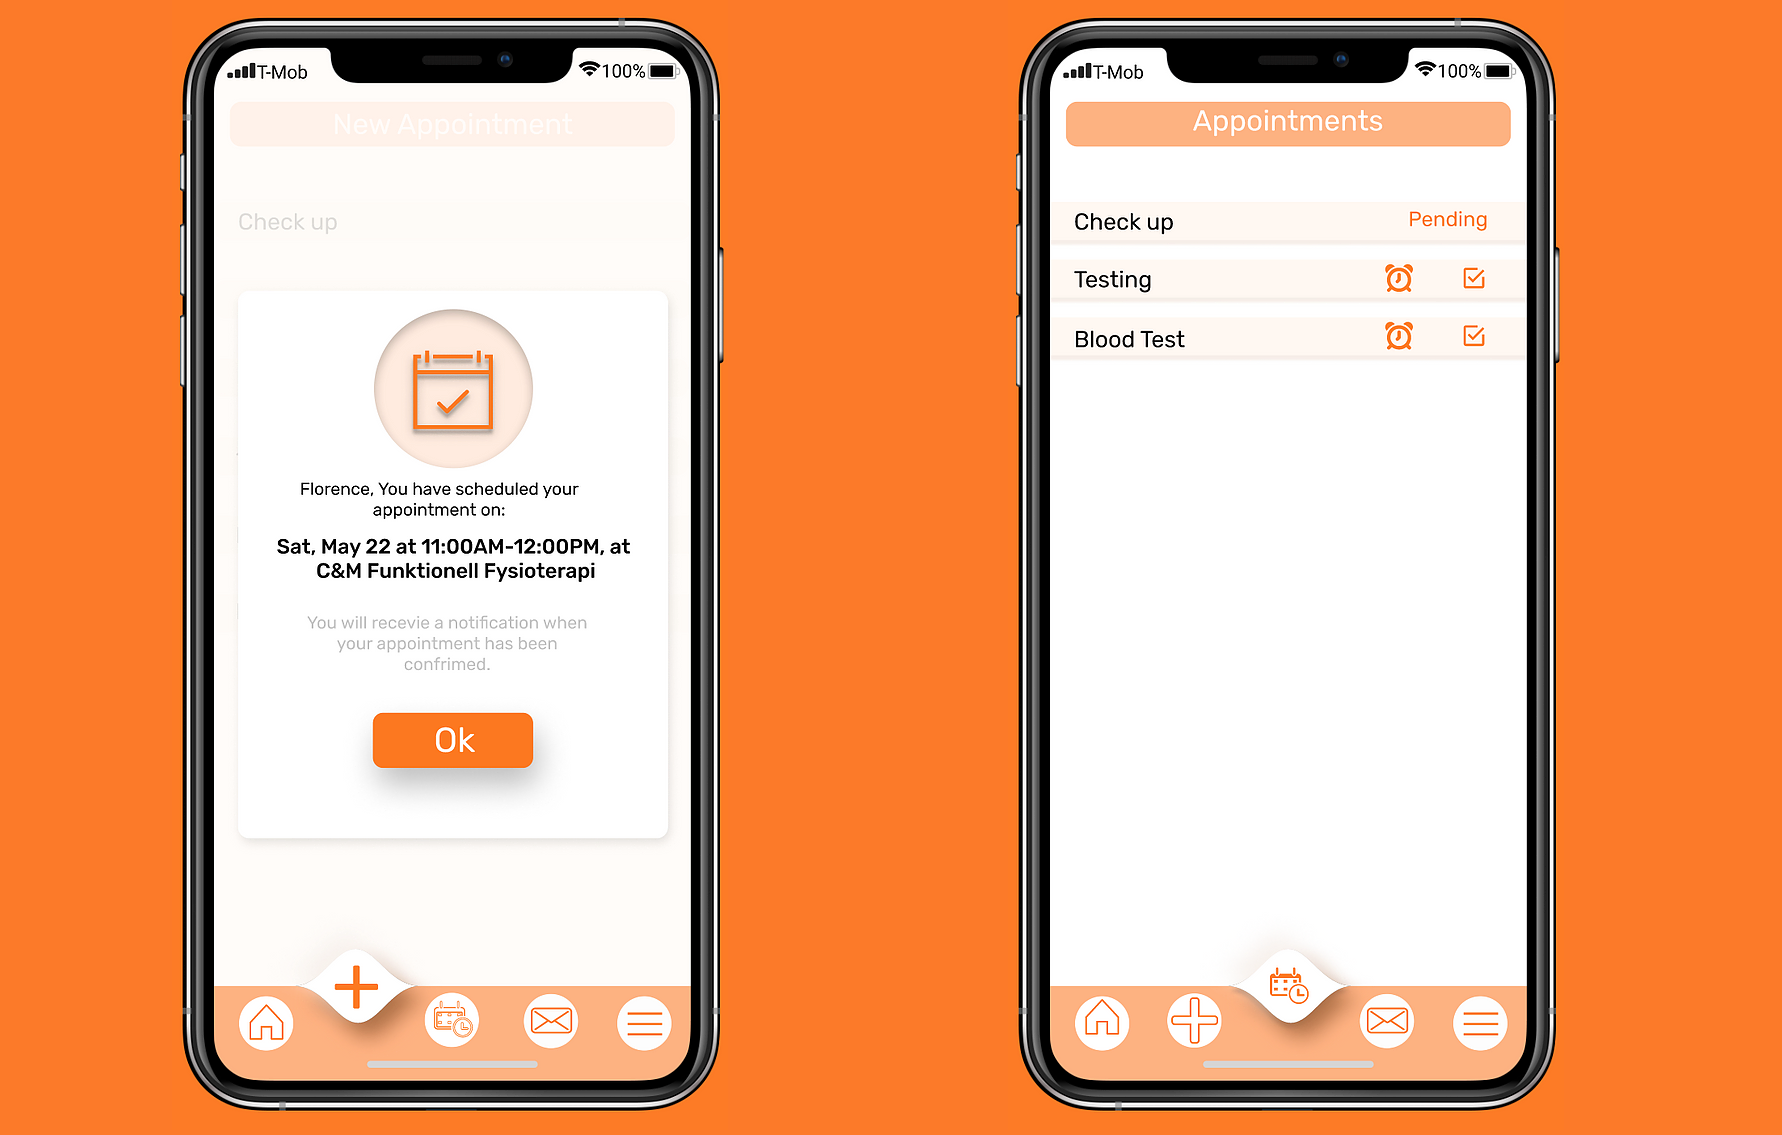 T-Mob
100%
New Appointment
Check up
Florence, You have scheduled your
appointment on:
Sat, May 22 at 11:00AM-12:00PM, at
C&M Funktionell Fysioterapi
You will recevie a notification when
your appointment has been
confrimed.
Ok
T-Mob
100%
Appointments
Check up
Pending
Testing
Blood Test